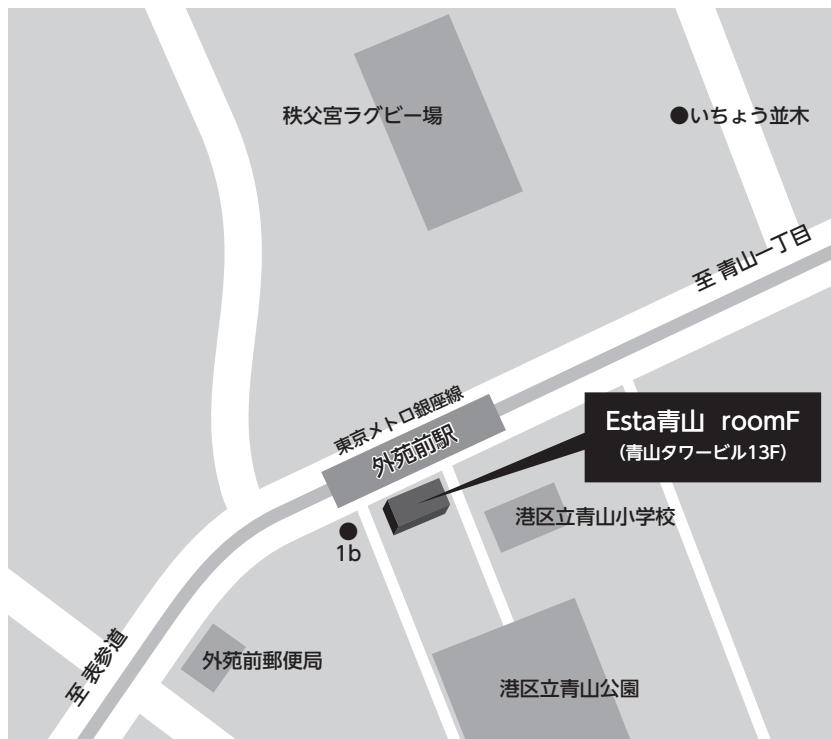 秩父宮ラグビー場
●いちょう並木
至 青山一丁目
東京メトロ銀座線
外苑前駅
Esta青山 roomF
(青山タワービル13F)
港区立青山小学校
1b
至 表参道
外苑前郵便局
港区立青山公園